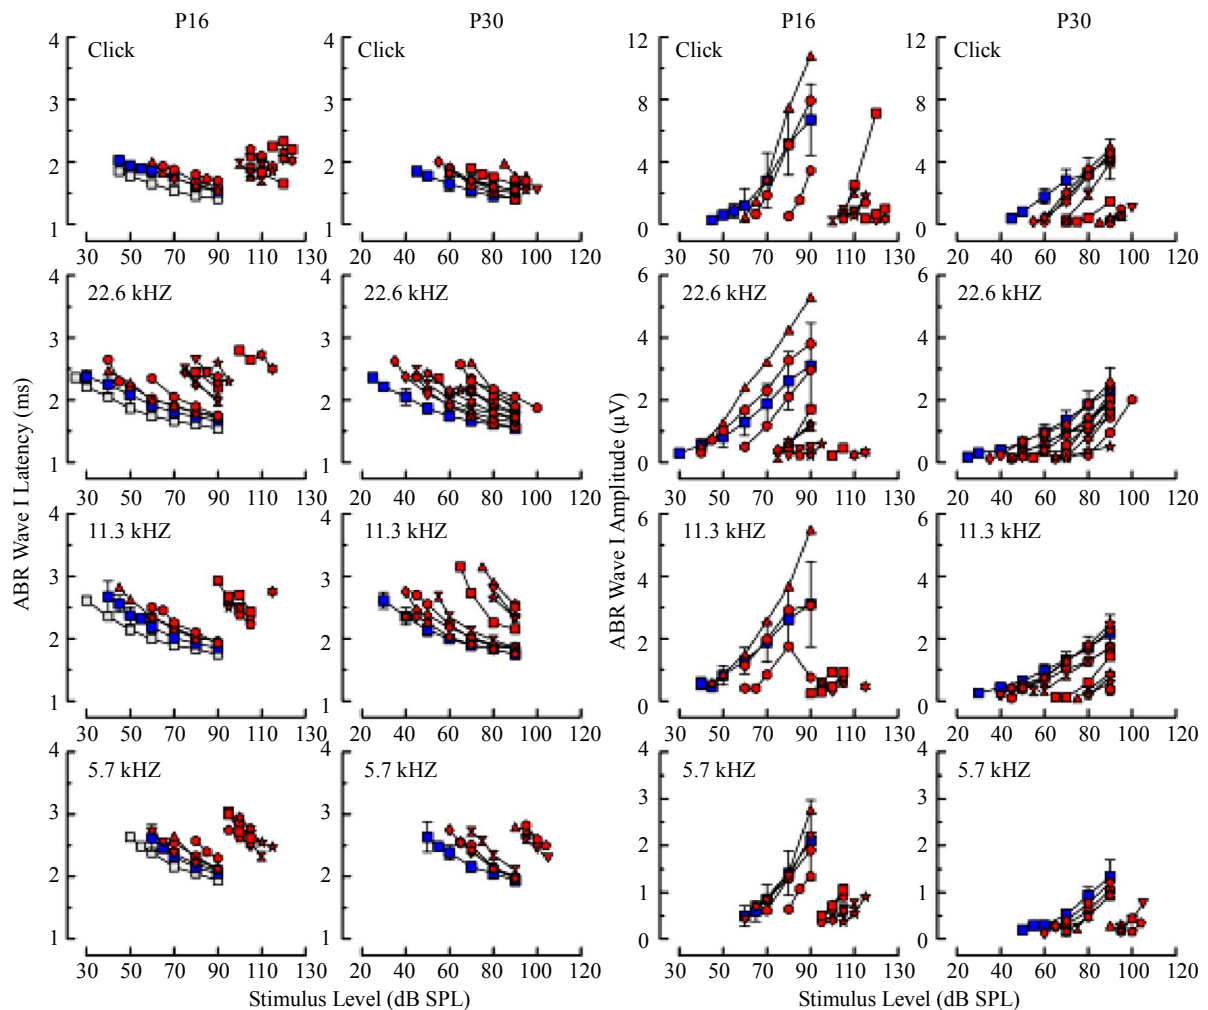 P16 P30 P16 P30
4 4 12 12
Click Click Click Click
3 3 8 8
2 2 4 4
1 1 0 0
30 50 70 90 110 130 20 40 60 80 100 120 30 50 70 90 110 130 20 40 60 80 100 120
4 4 6 6
22.6 kHZ 22.6 kHZ 22.6 kHZ 22.6 kHZ
3 3 4 4
2 2 2 2
1 1 0 0
30 50 70 90 110 130 20 40 60 80 100 120 30 50 70 90 110 130 20 40 60 80 100 120
ABR Wave I Latency (ms)
ABR Wave I Amplitude (μV)
4 4 6 6
11.3 kHZ 11.3 kHZ 11.3 kHZ 11.3 kHZ
3 3 4 4
2 2 2 2
1 1 0 0
30 50 70 90 110 130 20 40 60 80 100 120 30 50 70 90 110 130 20 40 60 80 100 120
4 4 4 4
5.7 kHZ 5.7 kHZ 5.7 kHZ 5.7 kHZ
3 3 3 3
2 2 2 2
1 1
1 1 0 0
30 50 70 90 110 130 20 40 60 80 100 120 30 50 70 90 110 130 20 40 60 80 100 120
Stimulus Level (dB SPL) Stimulus Level (dB SPL)